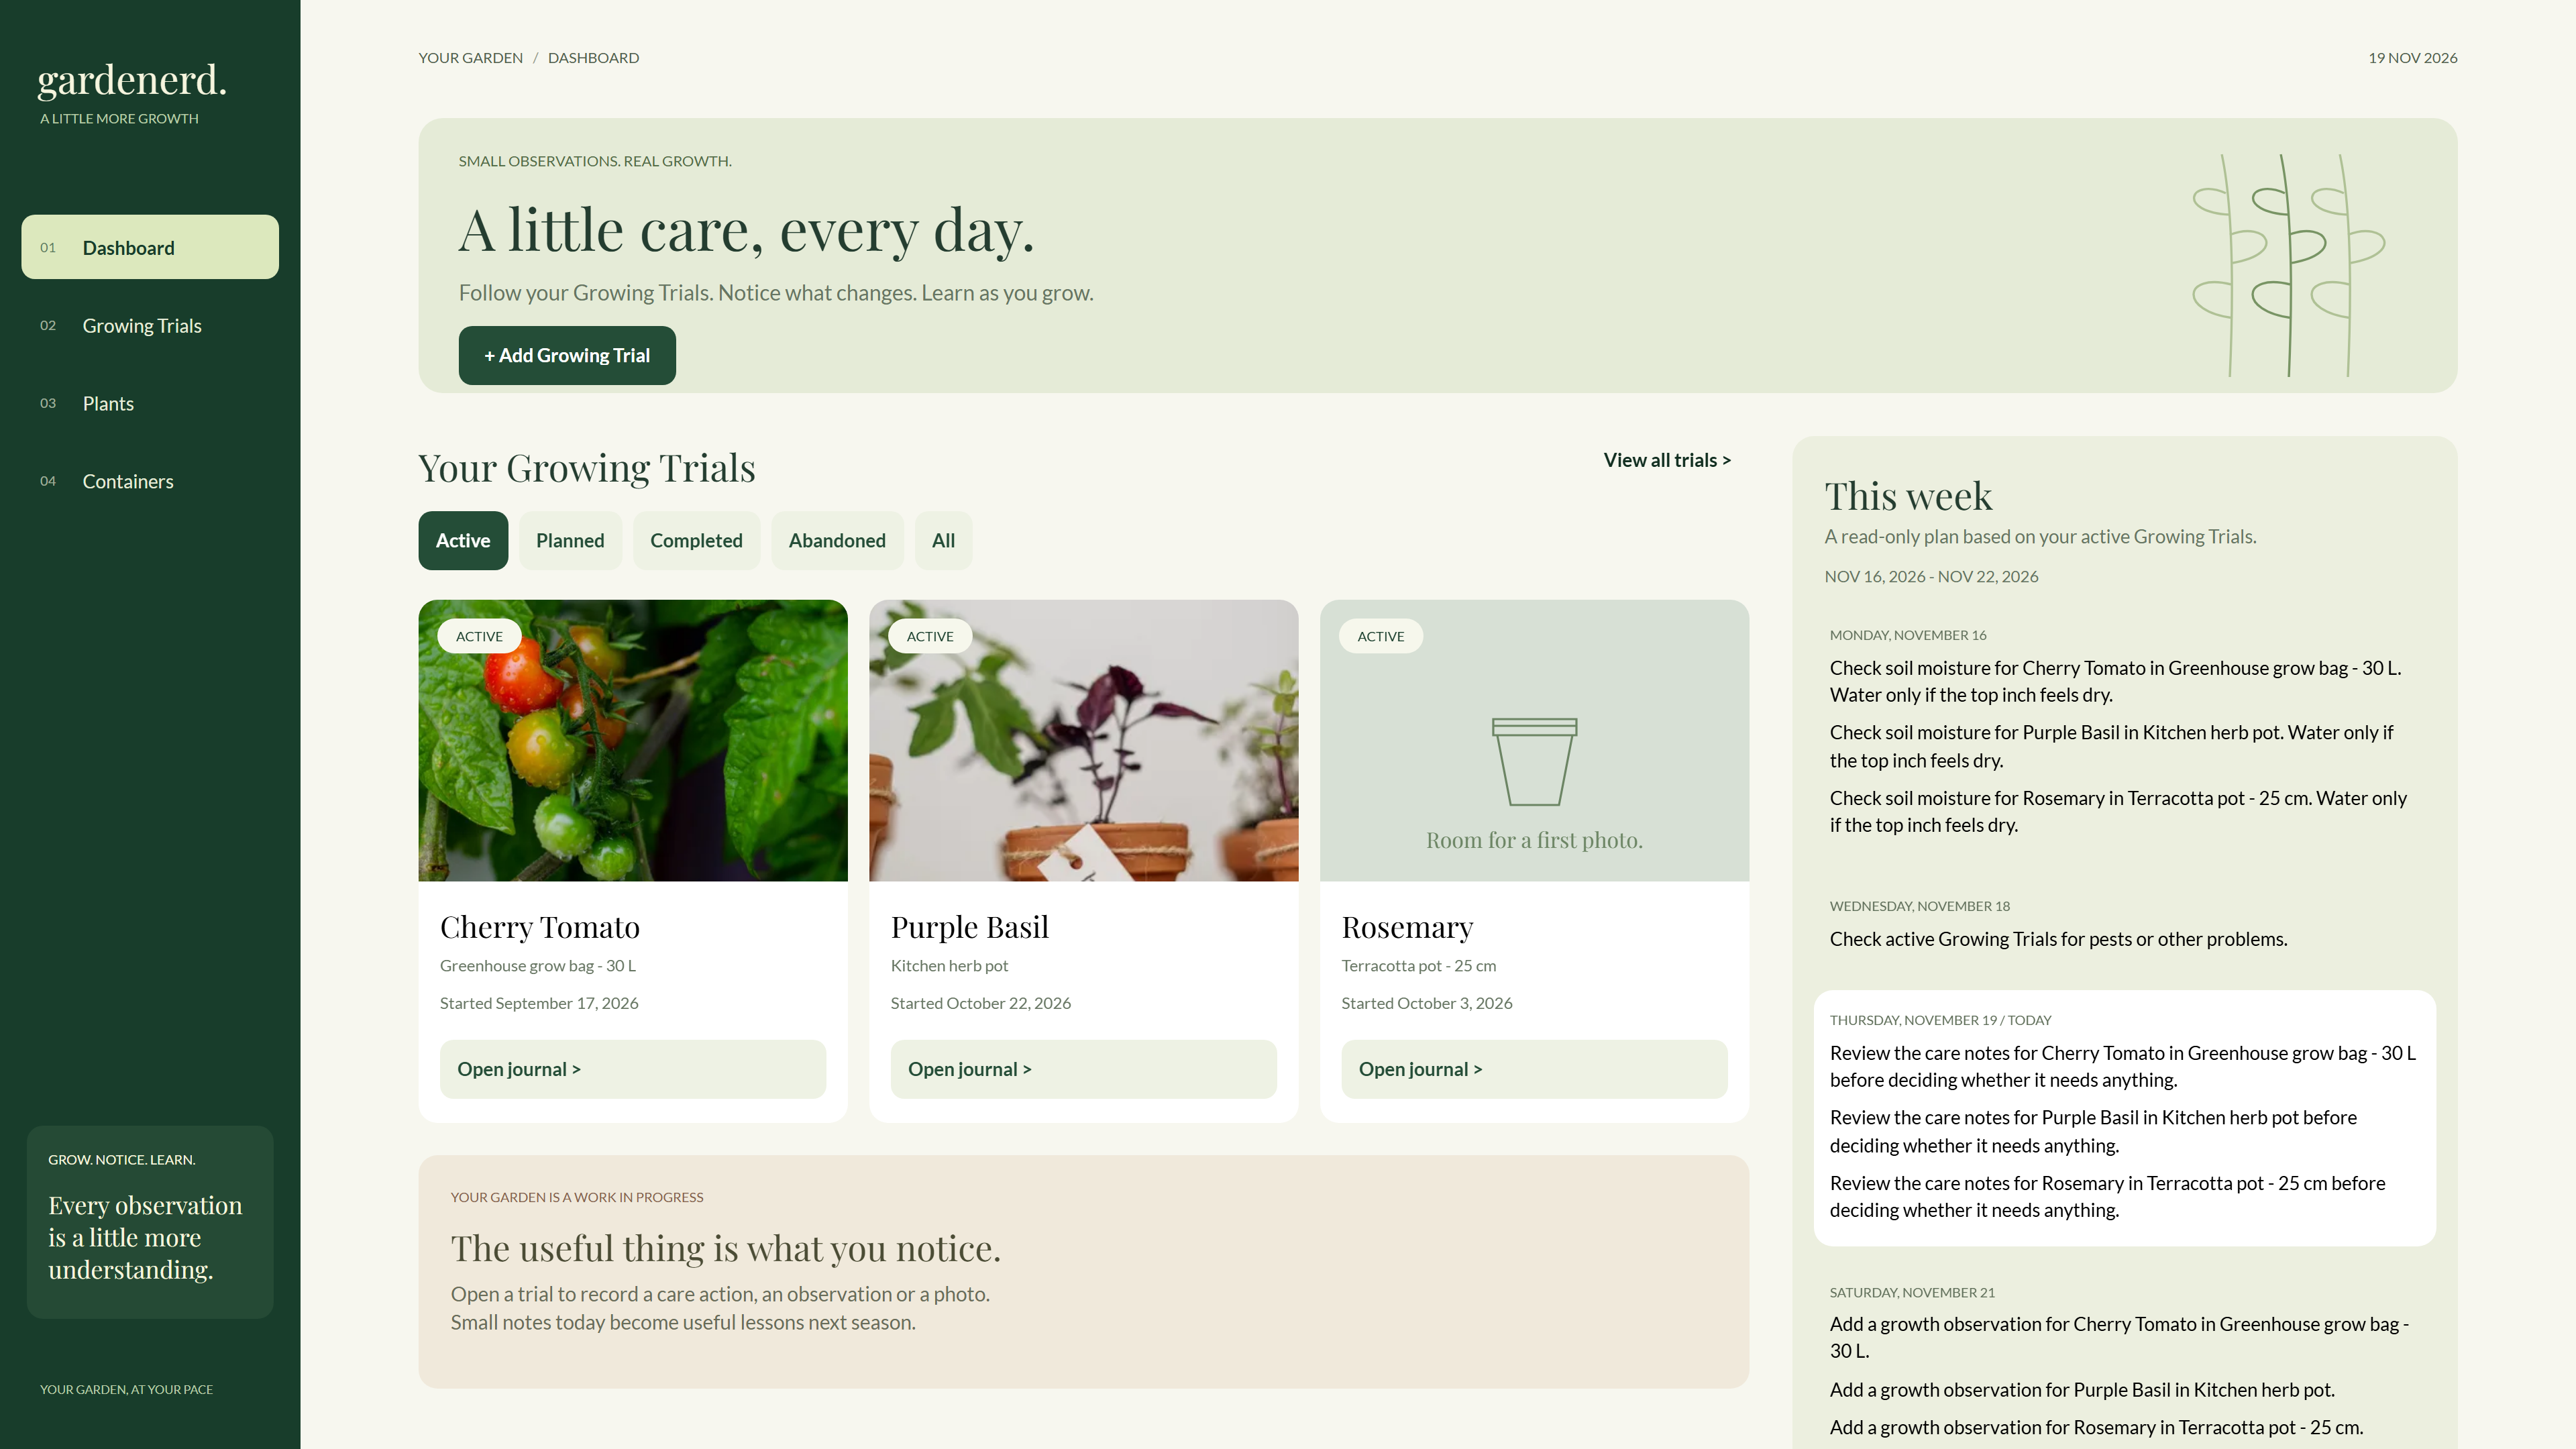 gardenerd.
A LITTLE MORE GROWTH
01 Dashboard
02 Growing Trials
03 Plants
04 Containers
GROW. NOTICE. LEARN.
Every observation
is a little more
understanding.
YOUR GARDEN, AT YOUR PACE
YOUR GARDEN / DASHBOARD
19 NOV 2026
SMALL OBSERVATIONS. REAL GROWTH.
A little care, every day.
Follow your Growing Trials. Notice what changes. Learn as you grow.
+ Add Growing Trial
Your Growing Trials
View all trials >
Active
Planned
Completed
Abandoned
All
ACTIVE
Cherry Tomato
Greenhouse grow bag - 30 L
Started September 17, 2026
Open journal >
ACTIVE
Purple Basil
Kitchen herb pot
Started October 22, 2026
Open journal >
ACTIVE
Room for a first photo.
Rosemary
Terracotta pot - 25 cm
Started October 3, 2026
Open journal >
YOUR GARDEN IS A WORK IN PROGRESS
The useful thing is what you notice.
Open a trial to record a care action, an observation or a photo.
Small notes today become useful lessons next season.
This week
A read-only plan based on your active Growing Trials.
NOV 16, 2026 - NOV 22, 2026
MONDAY, NOVEMBER 16
Check soil moisture for Cherry Tomato in Greenhouse grow bag - 30 L.
Water only if the top inch feels dry.
Check soil moisture for Purple Basil in Kitchen herb pot. Water only if
the top inch feels dry.
Check soil moisture for Rosemary in Terracotta pot - 25 cm. Water only
if the top inch feels dry.
WEDNESDAY, NOVEMBER 18
Check active Growing Trials for pests or other problems.
THURSDAY, NOVEMBER 19 / TODAY
Review the care notes for Cherry Tomato in Greenhouse grow bag - 30 L
before deciding whether it needs anything.
Review the care notes for Purple Basil in Kitchen herb pot before
deciding whether it needs anything.
Review the care notes for Rosemary in Terracotta pot - 25 cm before
deciding whether it needs anything.
SATURDAY, NOVEMBER 21
Add a growth observation for Cherry Tomato in Greenhouse grow bag -
30 L.
Add a growth observation for Purple Basil in Kitchen herb pot.
Add a growth observation for Rosemary in Terracotta pot - 25 cm.